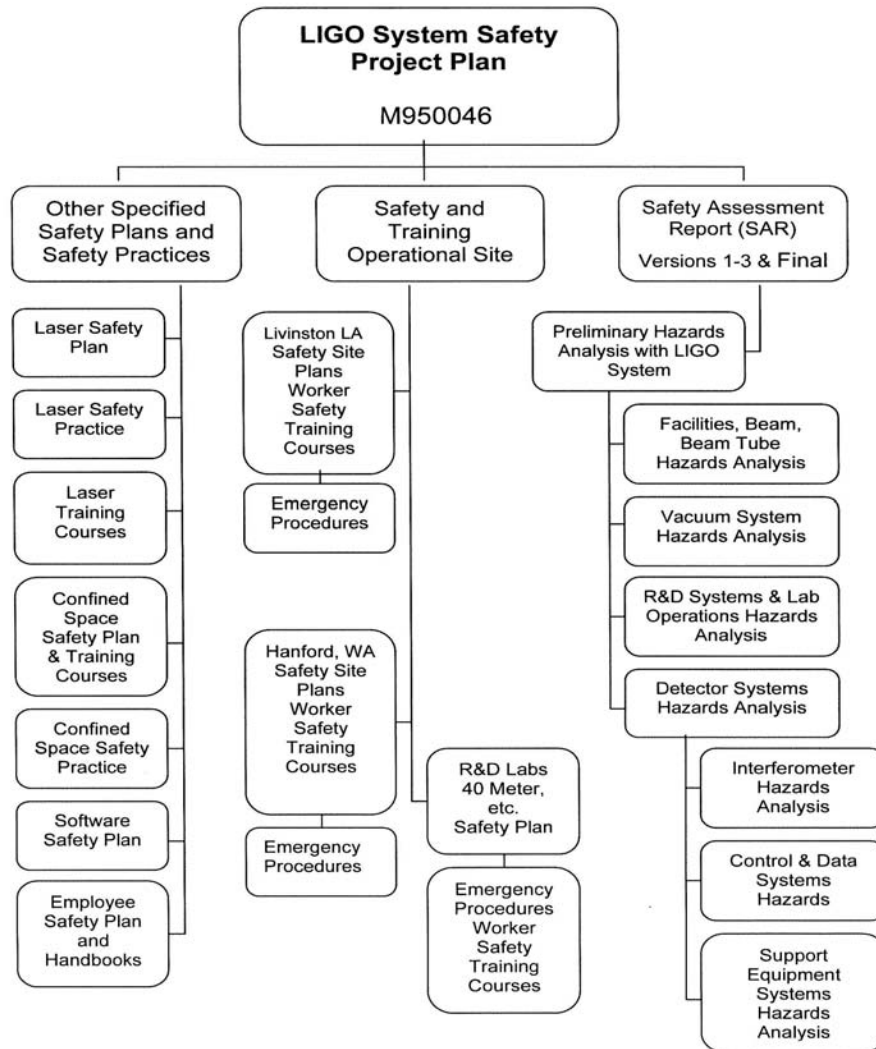 LIGO System Safety
Project Plan
M950046
Other Specified
Safety Plans and
Safety Practices
Laser Safety
Plan
Laser Safety
Practice
Laser
Training
Courses
Confined
Space
Safety Plan
& Training
Courses
Confined
Space Safety
Practice
Software
Safety Plan
Employee
Safety Plan
and
Handbooks
Safety and
Training
Operational Site
Livinston LA
Safety Site
Plans
Worker
Safety
Training
Courses
Emergency
Procedures
Hanford, WA
Safety Site
Plans
Worker
Safety
Training
Courses
Emergency
Procedures
R&D Labs
40 Meter,
etc.
Safety Plan
Emergency
Procedures
Worker
Safety
Training
Courses
Safety Assessment
Report (SAR)
Versions 1-3 & Final
Preliminary Hazards
Analysis with LIGO
System
Facilities, Beam,
Beam Tube
Hazards Analysis
Vacuum System
Hazards Analysis
R&D Systems & Lab
Operations Hazards
Analysis
Detector Systems
Hazards Analysis
Interferometer
Hazards
Analysis
Control & Data
Systems
Hazards
Support
Equipment
Systems
Hazards
Analysis